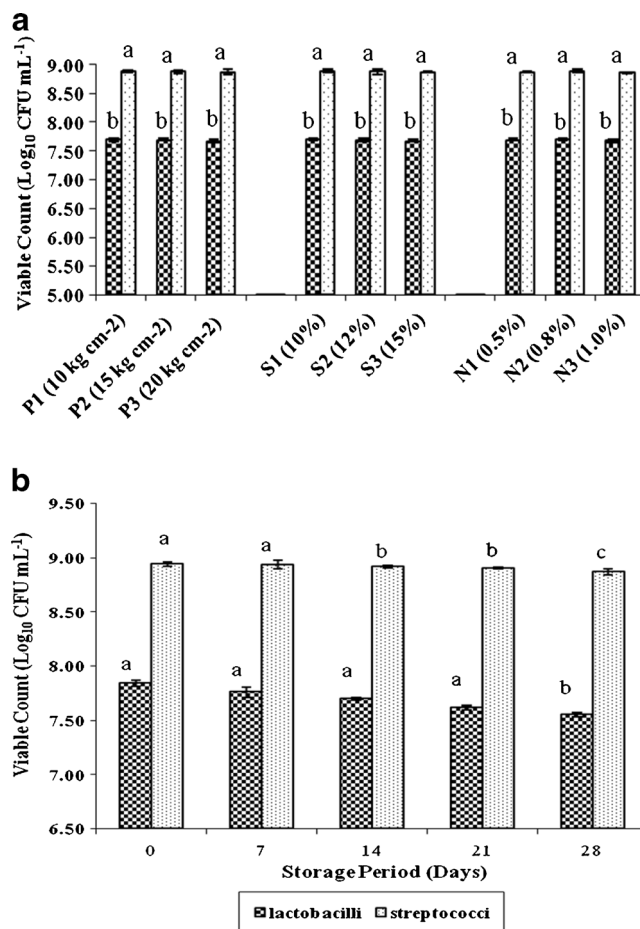 a
Viable Count (Log10 CFU mL-1)
9.00
8.50
8.00
7.50
7.00
6.50
6.00
5.50
5.00
a a a a a a a a a
b b b b b b b b b
P1 (10 kg cm-2)
P2 (15 kg cm-2)
P3 (20 kg cm-2)
S1 (10%)
S2 (12%)
S3 (15%)
N1 (0.5%)
N2 (0.8%)
N3 (1.0%)
b
Viable Count (Log10 CFU mL-1)
9.50
9.00
8.50
8.00
7.50
7.00
6.50
a a b b c
a a a a b
0 7 14 21 28
Storage Period (Days)
lactobacilli streptococci